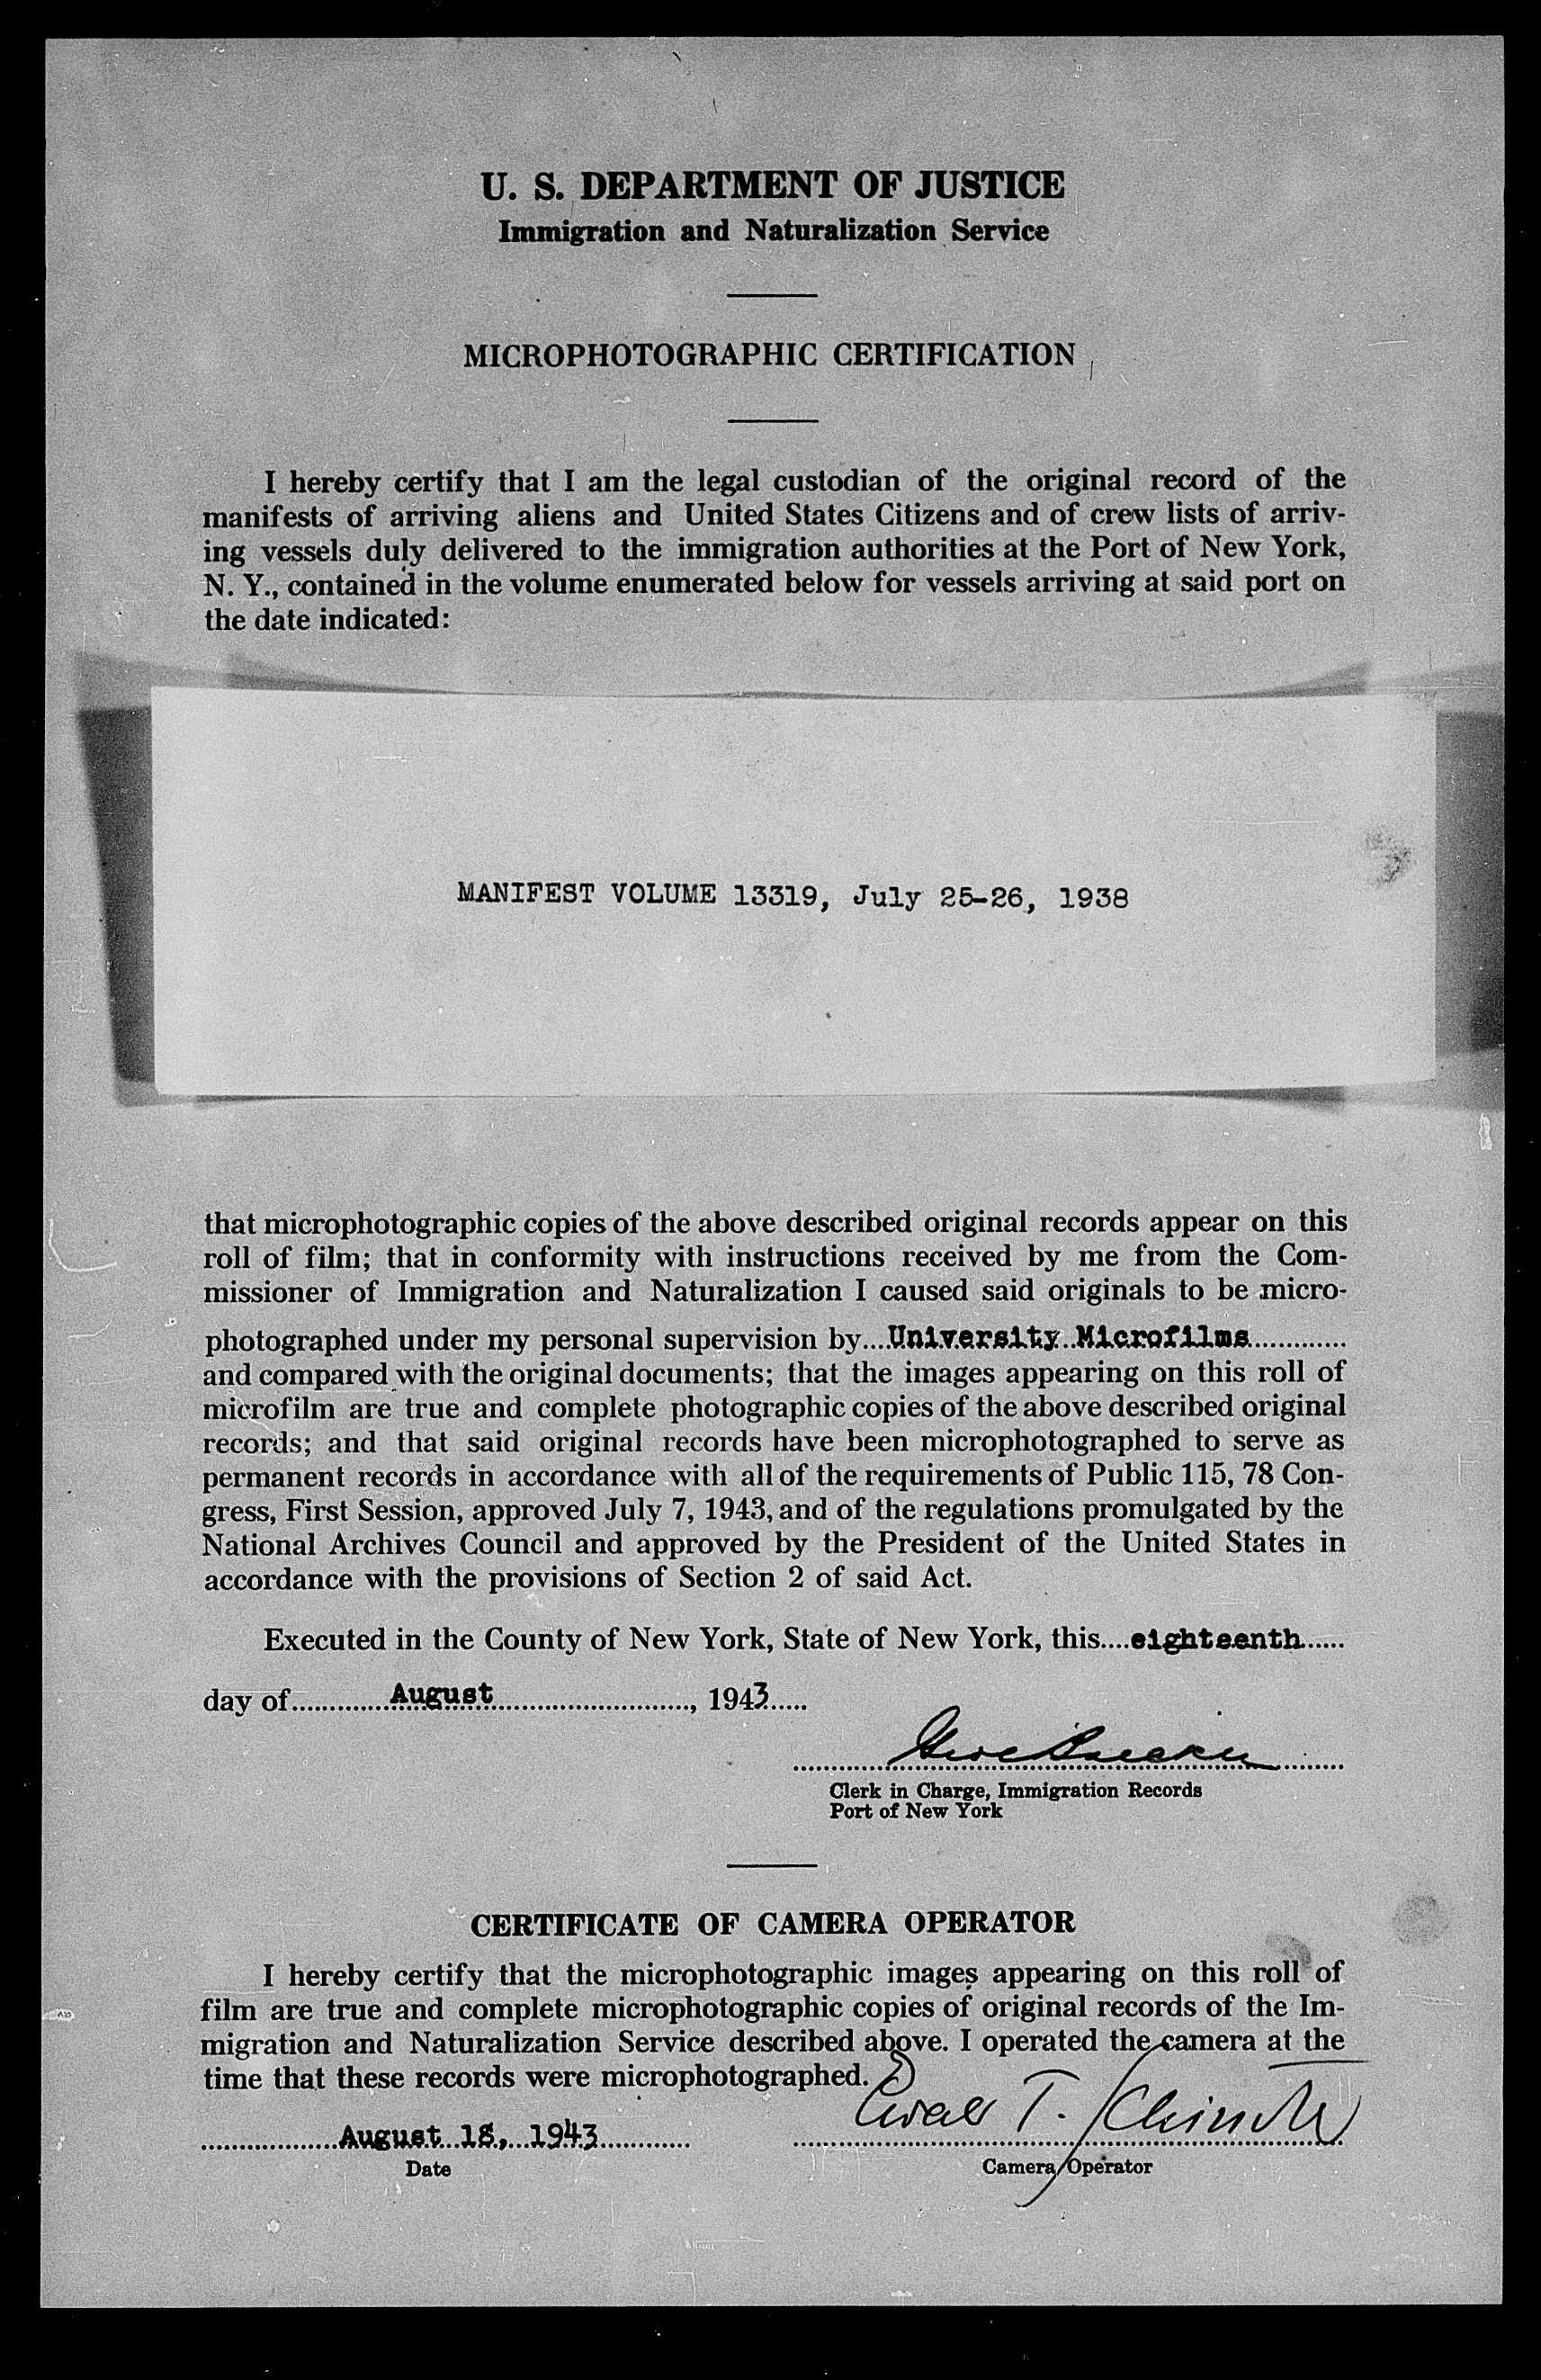 U. S. DEPARTMENT OF JUSTICE
Immigration and Naturalization Service
MICROPHOTOGRAPHIC CERTIFICATION
I hereby certify that I am the legal custodian of the original record of the
manifests of arriving aliens and United States Citizens and of crew lists of arriv-
ing vessels duly delivered to the immigration authorities at the Port of New York,
N. Y., contained in the volume enumerated below for vessels arriving at said port on
the date indicated:
MANIFEST VOLUME 13319, July 25-26, 1938
that microphotographic copies of the above described original records appear on this
roll of film; that in conformity with instructions received by me from the Com-
missioner of Immigration and Naturalization I caused said originals to be micro-
photographed under my personal supervision by....University Microfilms............
and compared with the original documents; that the images appearing on this roll of
microfilm are true and complete photographic copies of the above described original
records; and that said original records have been microphotographed to serve as
permanent records in accordance with all of the requirements of Public 115, 78 Con-
gress, First Session, approved July 7, 1943, and of the regulations promulgated by the
National Archives Council and approved by the President of the United States in
accordance with the provisions of Section 2 of said Act.
Executed in the County of New York, State of New York, this....eighteenth.....
day of.............August.........................., 1943.....
Clerk in Charge, Immigration Records
Port of New York
CERTIFICATE OF CAMERA OPERATOR
I hereby certify that the microphotographic images appearing on this roll of
film are true and complete microphotographic copies of original records of the Im-
migration and Naturalization Service described above. I operated the camera at the
time that these records were microphotographed.
August 18, 1943
T.
Date
Camera Operator